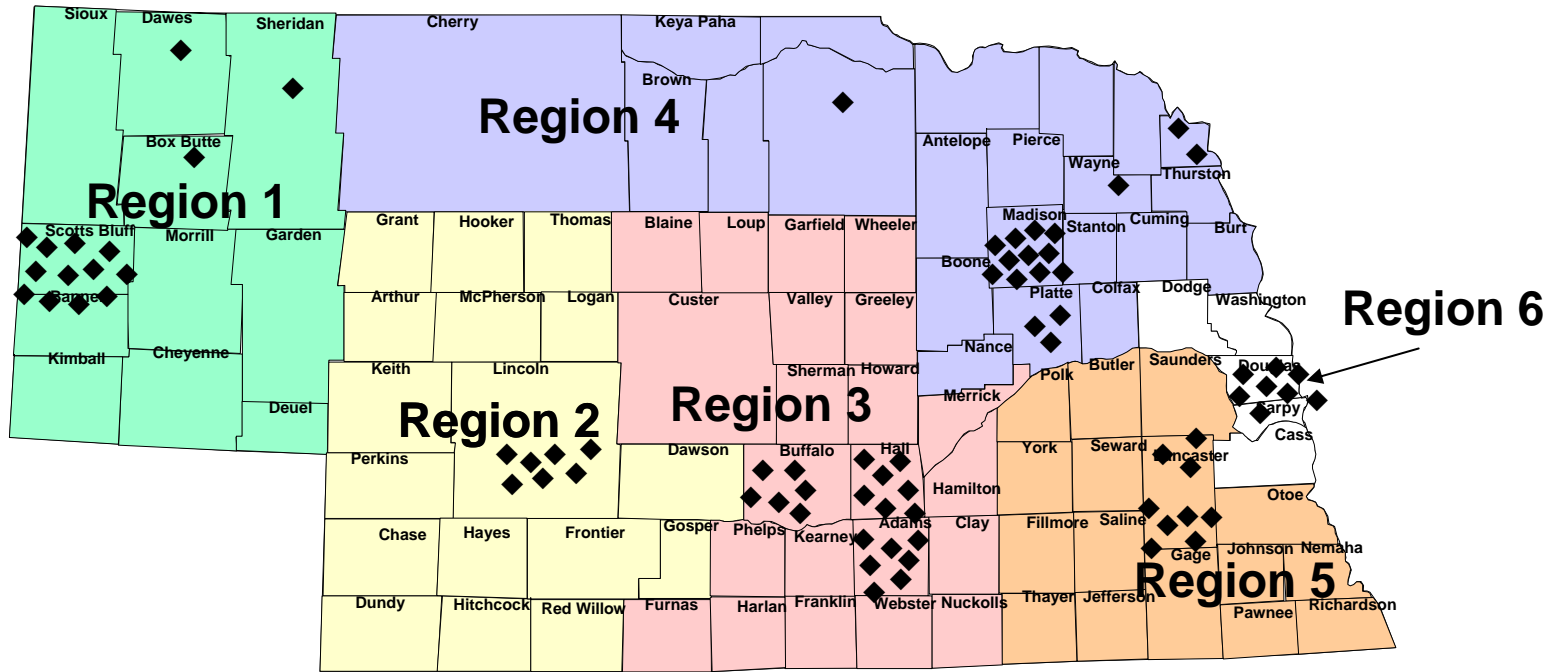 Sioux
Dawes
Sheridan
Cherry
Keya Paha
Brown
Region 4
Box Butte
Antelope
Pierce
Wayne
Thurston
Region 1
Scotts Bluff
Morrill
Garden
Grant
Hooker
Thomas
Blaine
Loup
Garfield
Wheeler
Madison
Stanton
Cuming
Burt
Boone
Banner
Arthur
McPherson
Logan
Custer
Valley
Greeley
Platte
Colfax
Dodge
Washington
Region 6
Kimball
Cheyenne
Nance
Keith
Lincoln
Sherman
Howard
Polk
Butler
Saunders
Douglas
Deuel
Region 2
Region 3
Merrick
Sarpy
Cass
Perkins
Dawson
Buffalo
Hall
York
Seward
Lancaster
Hamilton
Otoe
Chase
Hayes
Frontier
Gosper
Phelps
Kearney
Adams
Clay
Fillmore
Saline
Gage
Johnson
Nemaha
Region 5
Dundy
Hitchcock
Red Willow
Furnas
Harlan
Franklin
Webster
Nuckolls
Thayer
Jefferson
Pawnee
Richardson